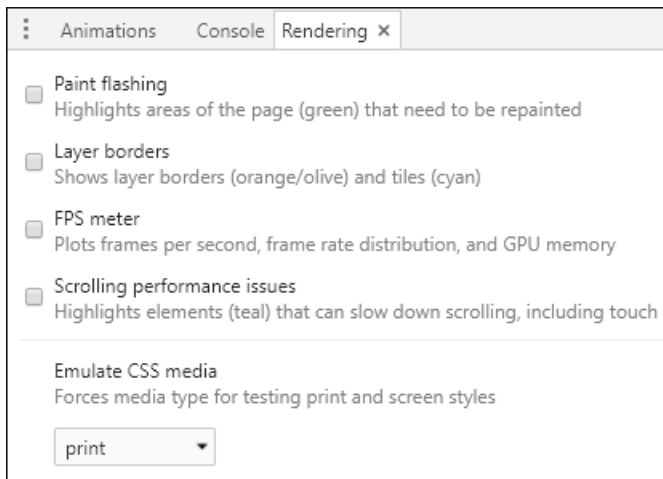 Animations Console Rendering ×
Paint flashing
Highlights areas of the page (green) that need to be repainted
Layer borders
Shows layer borders (orange/olive) and tiles (cyan)
FPS meter
Plots frames per second, frame rate distribution, and GPU memory
Scrolling performance issues
Highlights elements (teal) that can slow down scrolling, including touch
Emulate CSS media
Forces media type for testing print and screen styles
print